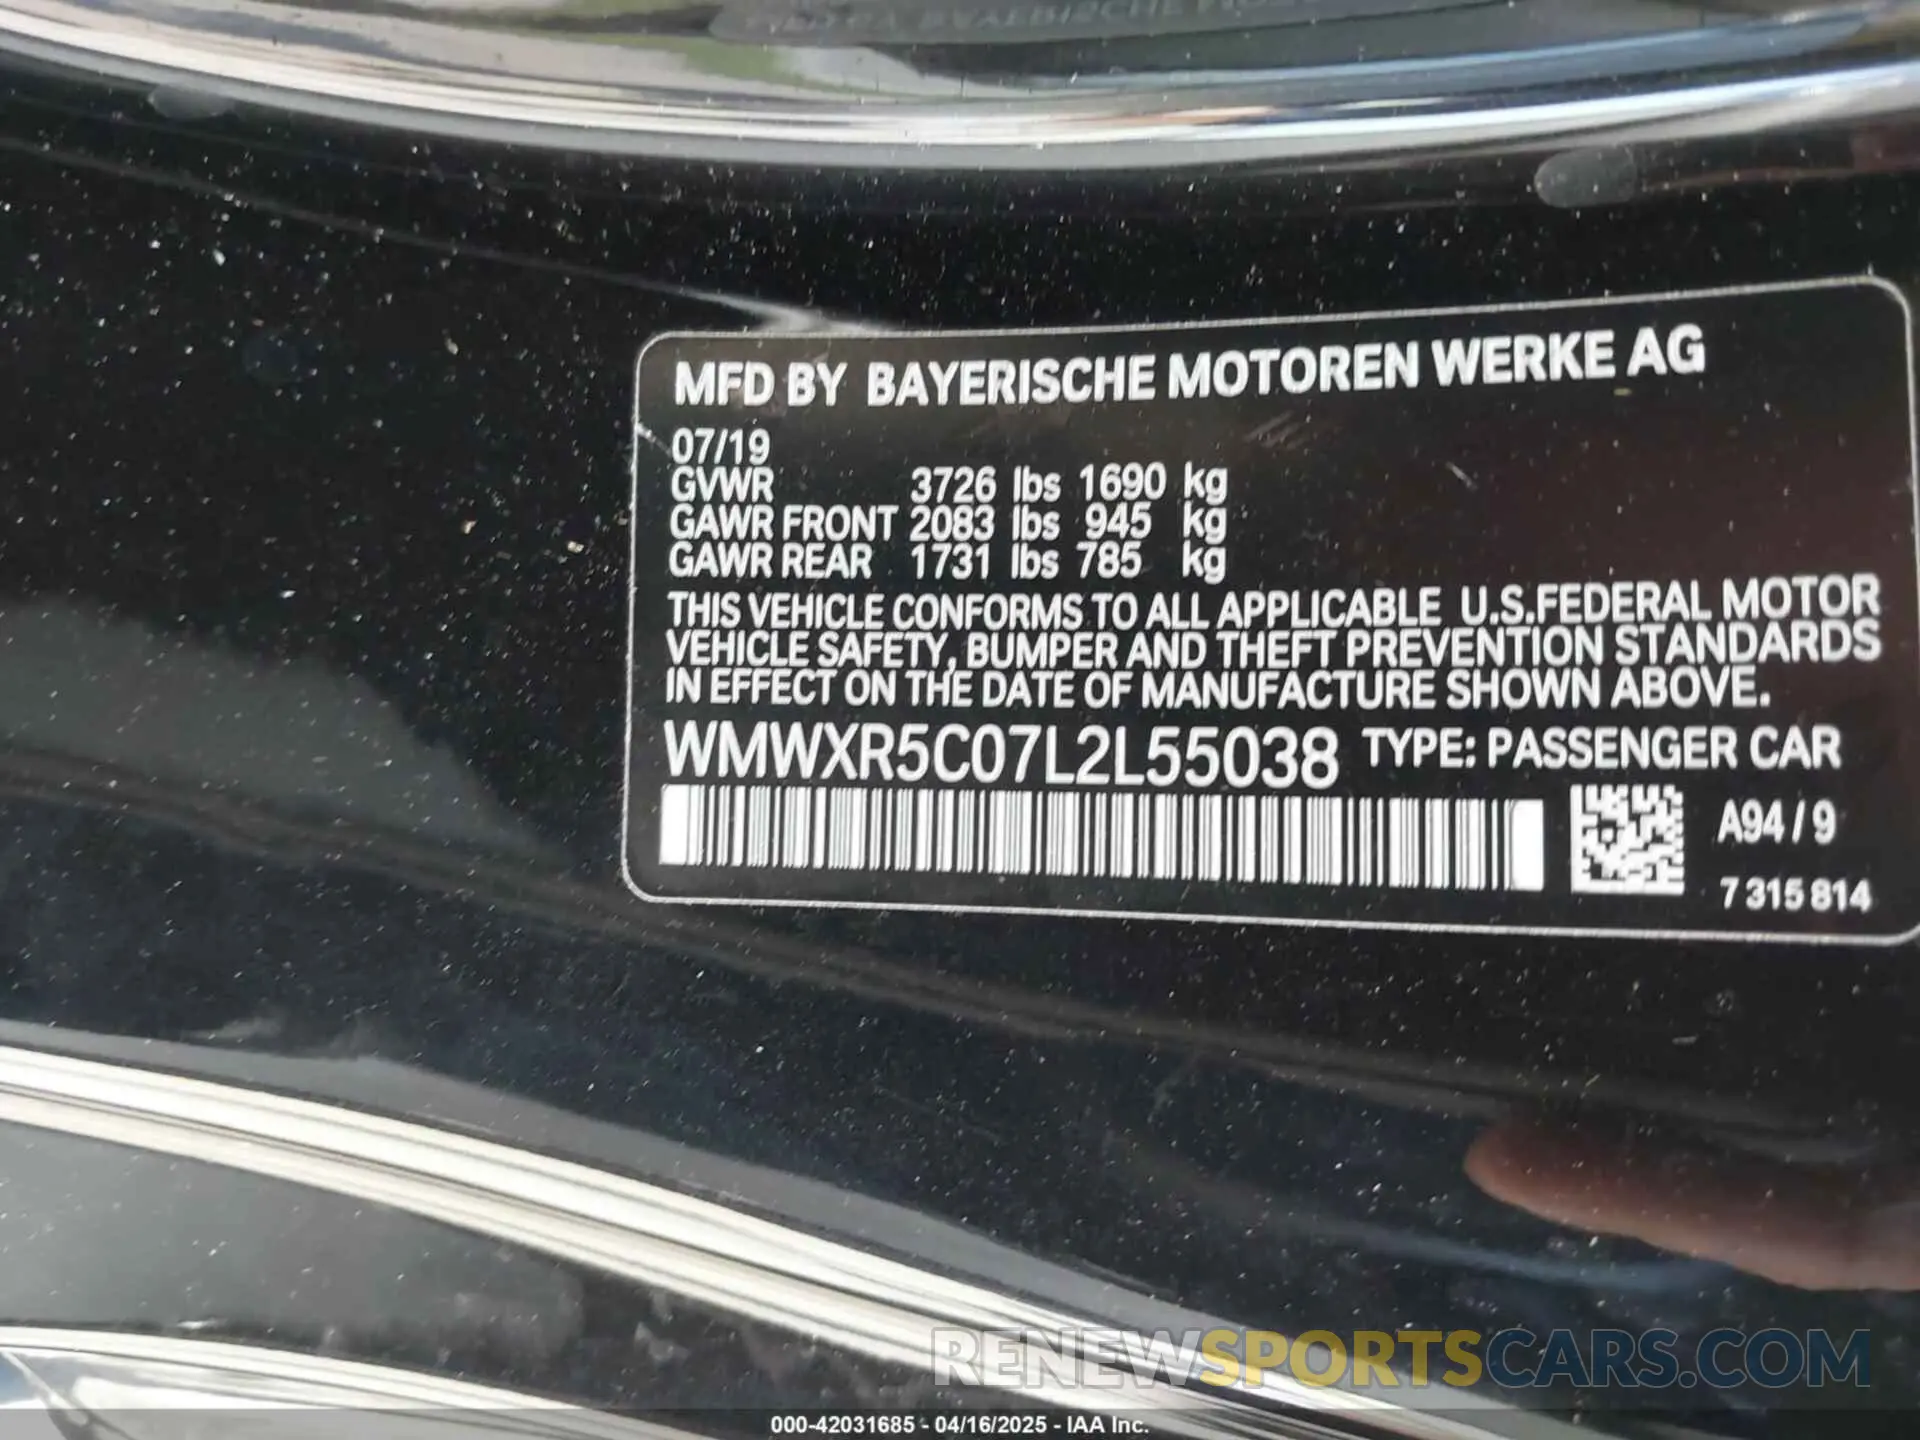 MFD BY BAYERISCHE MOTOREN WERKE AG
07/19
GVWR 3726 lbs 1690 kg
GAWR FRONT 2083 lbs 945 kg
GAWR REAR 1731 lbs 785 kg
THIS VEHICLE CONFORMS TO ALL APPLICABLE U.S.FEDERAL MOTOR
VEHICLE SAFETY, BUMPER AND THEFT PREVENTION STANDARDS
IN EFFECT ON THE DATE OF MANUFACTURE SHOWN ABOVE.
WMWXR5C07L2L55038 TYPE: PASSENGER CAR
A94 / 9
7 315 814
RENEWSPORTSCARS.COM
000-42031685 - 04/16/2025 - IAA Inc.